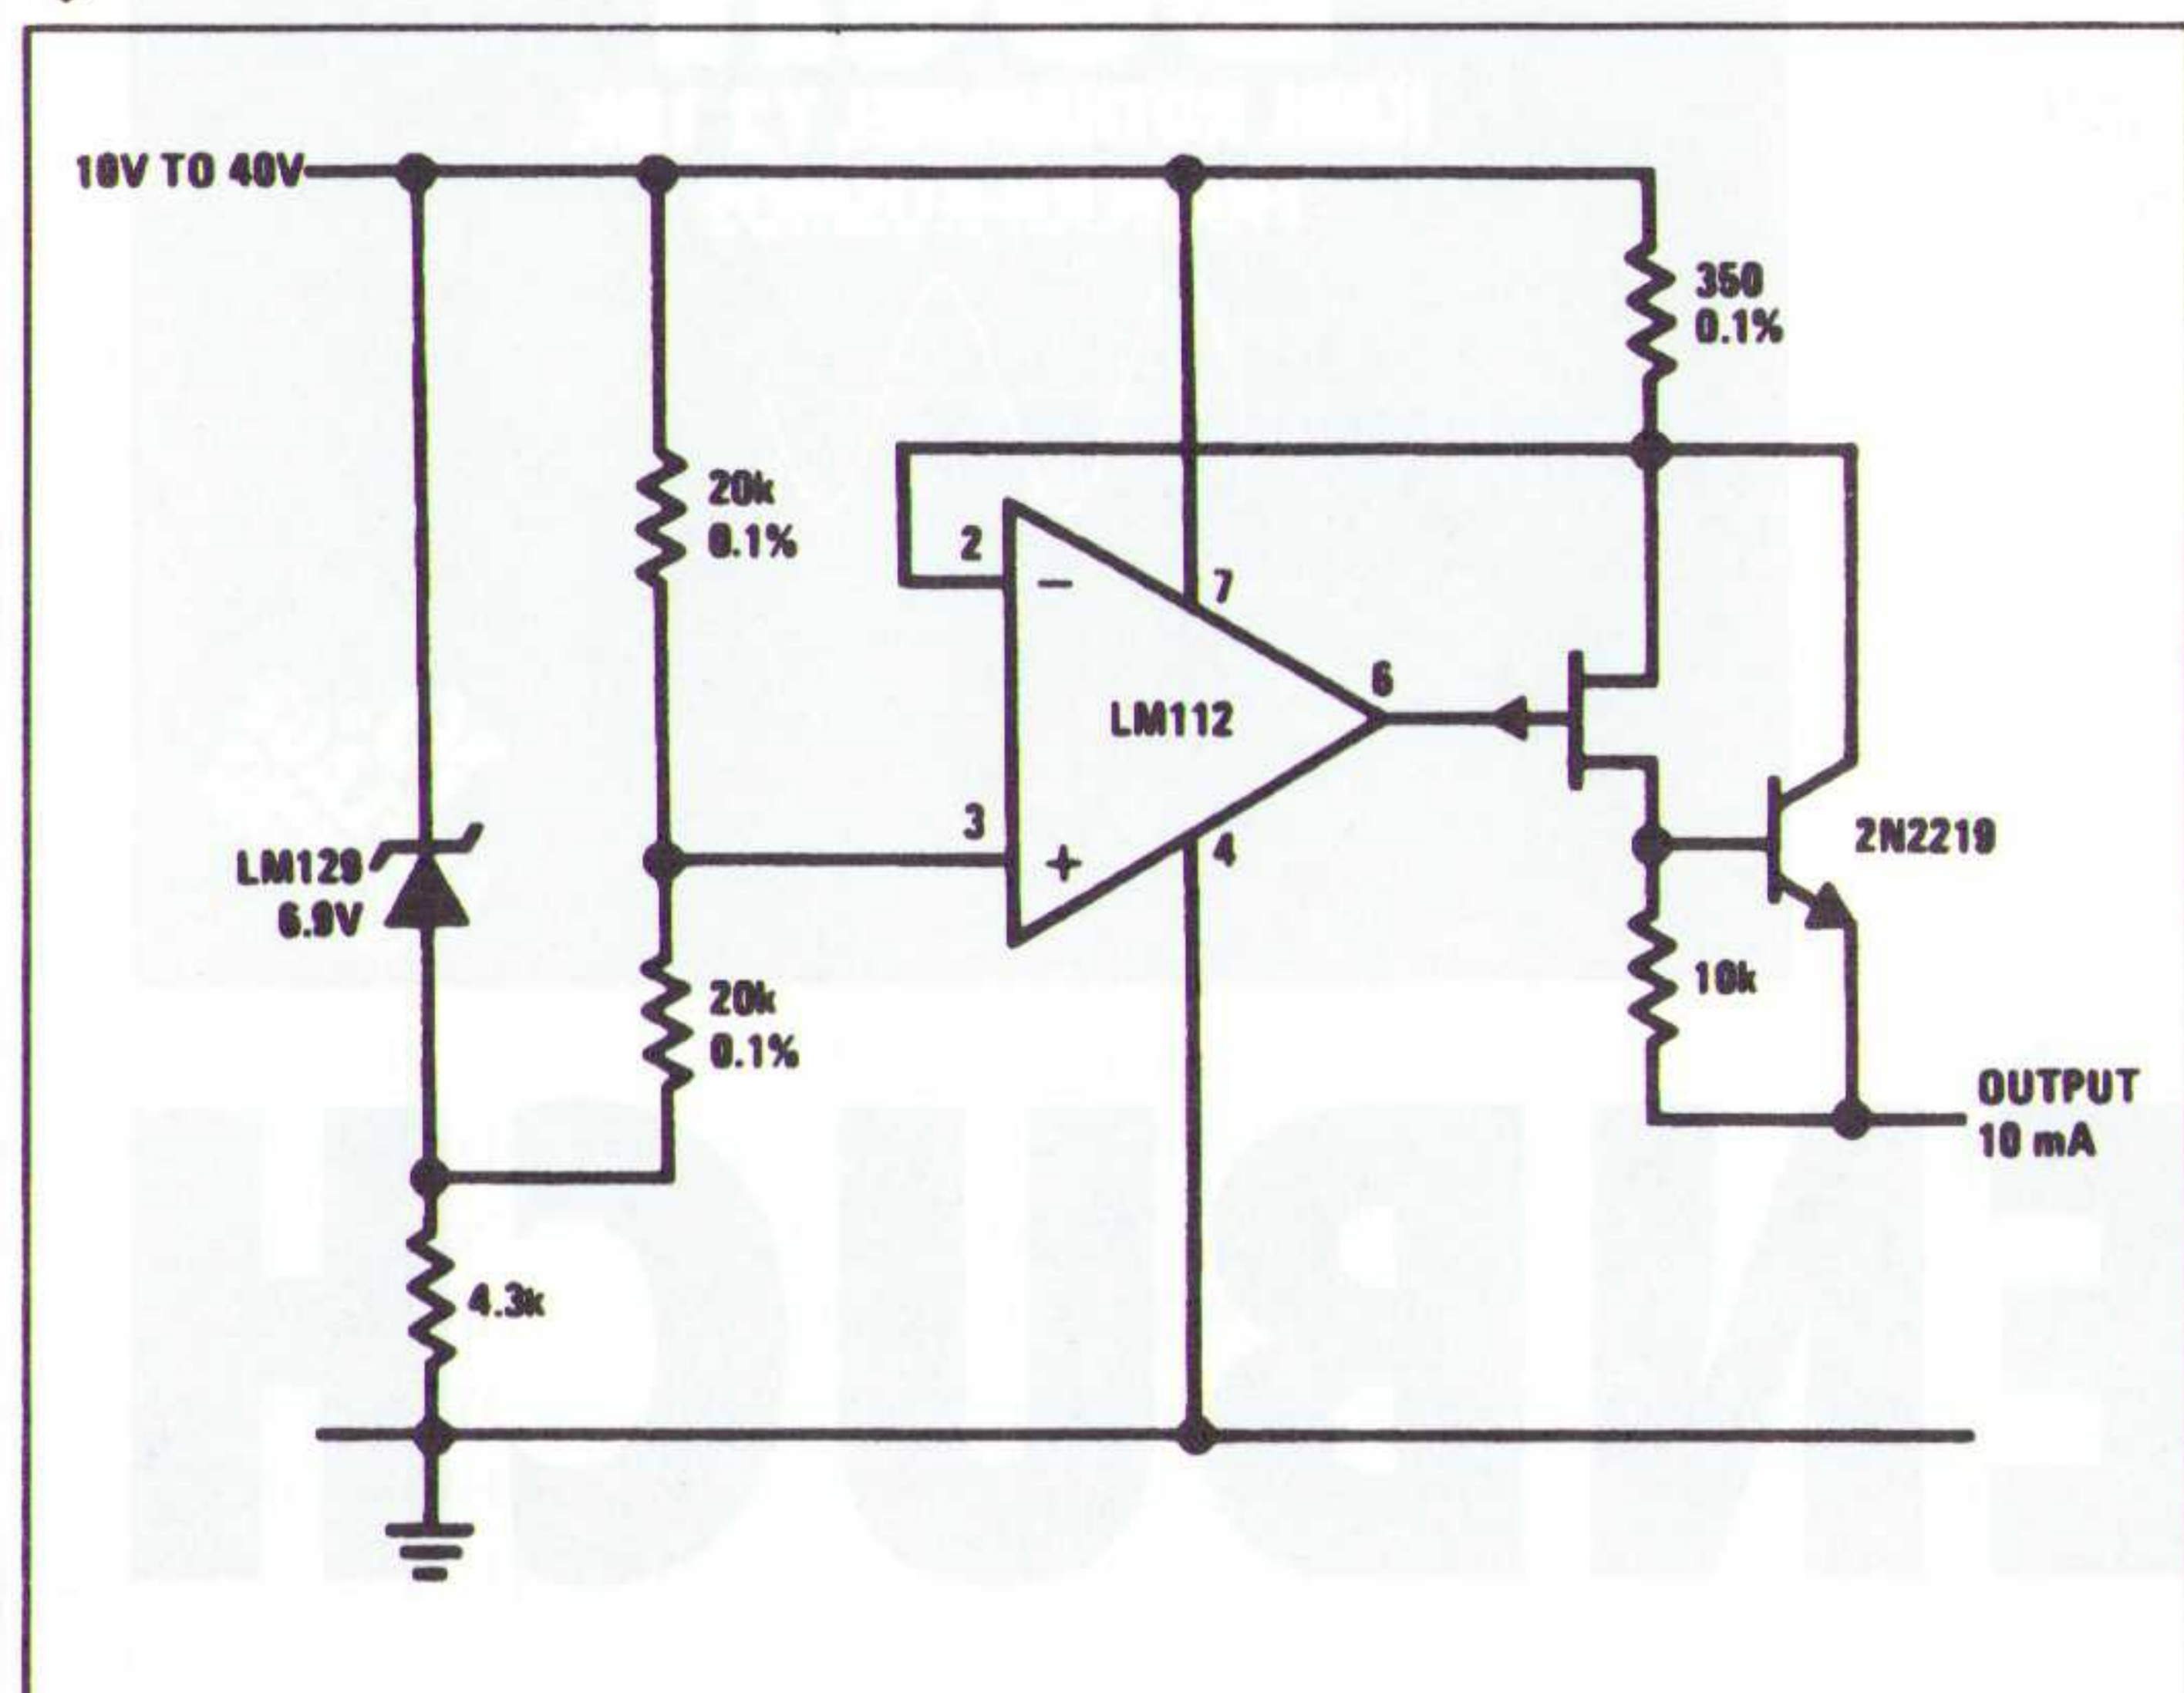 10V TO 40V
350
0.1%
20k
0.1%
2
7
6
LM112
3
4
2N2219
LM129
6.9V
+
−
10k
20k
0.1%
OUTPUT
10 mA
4.3k